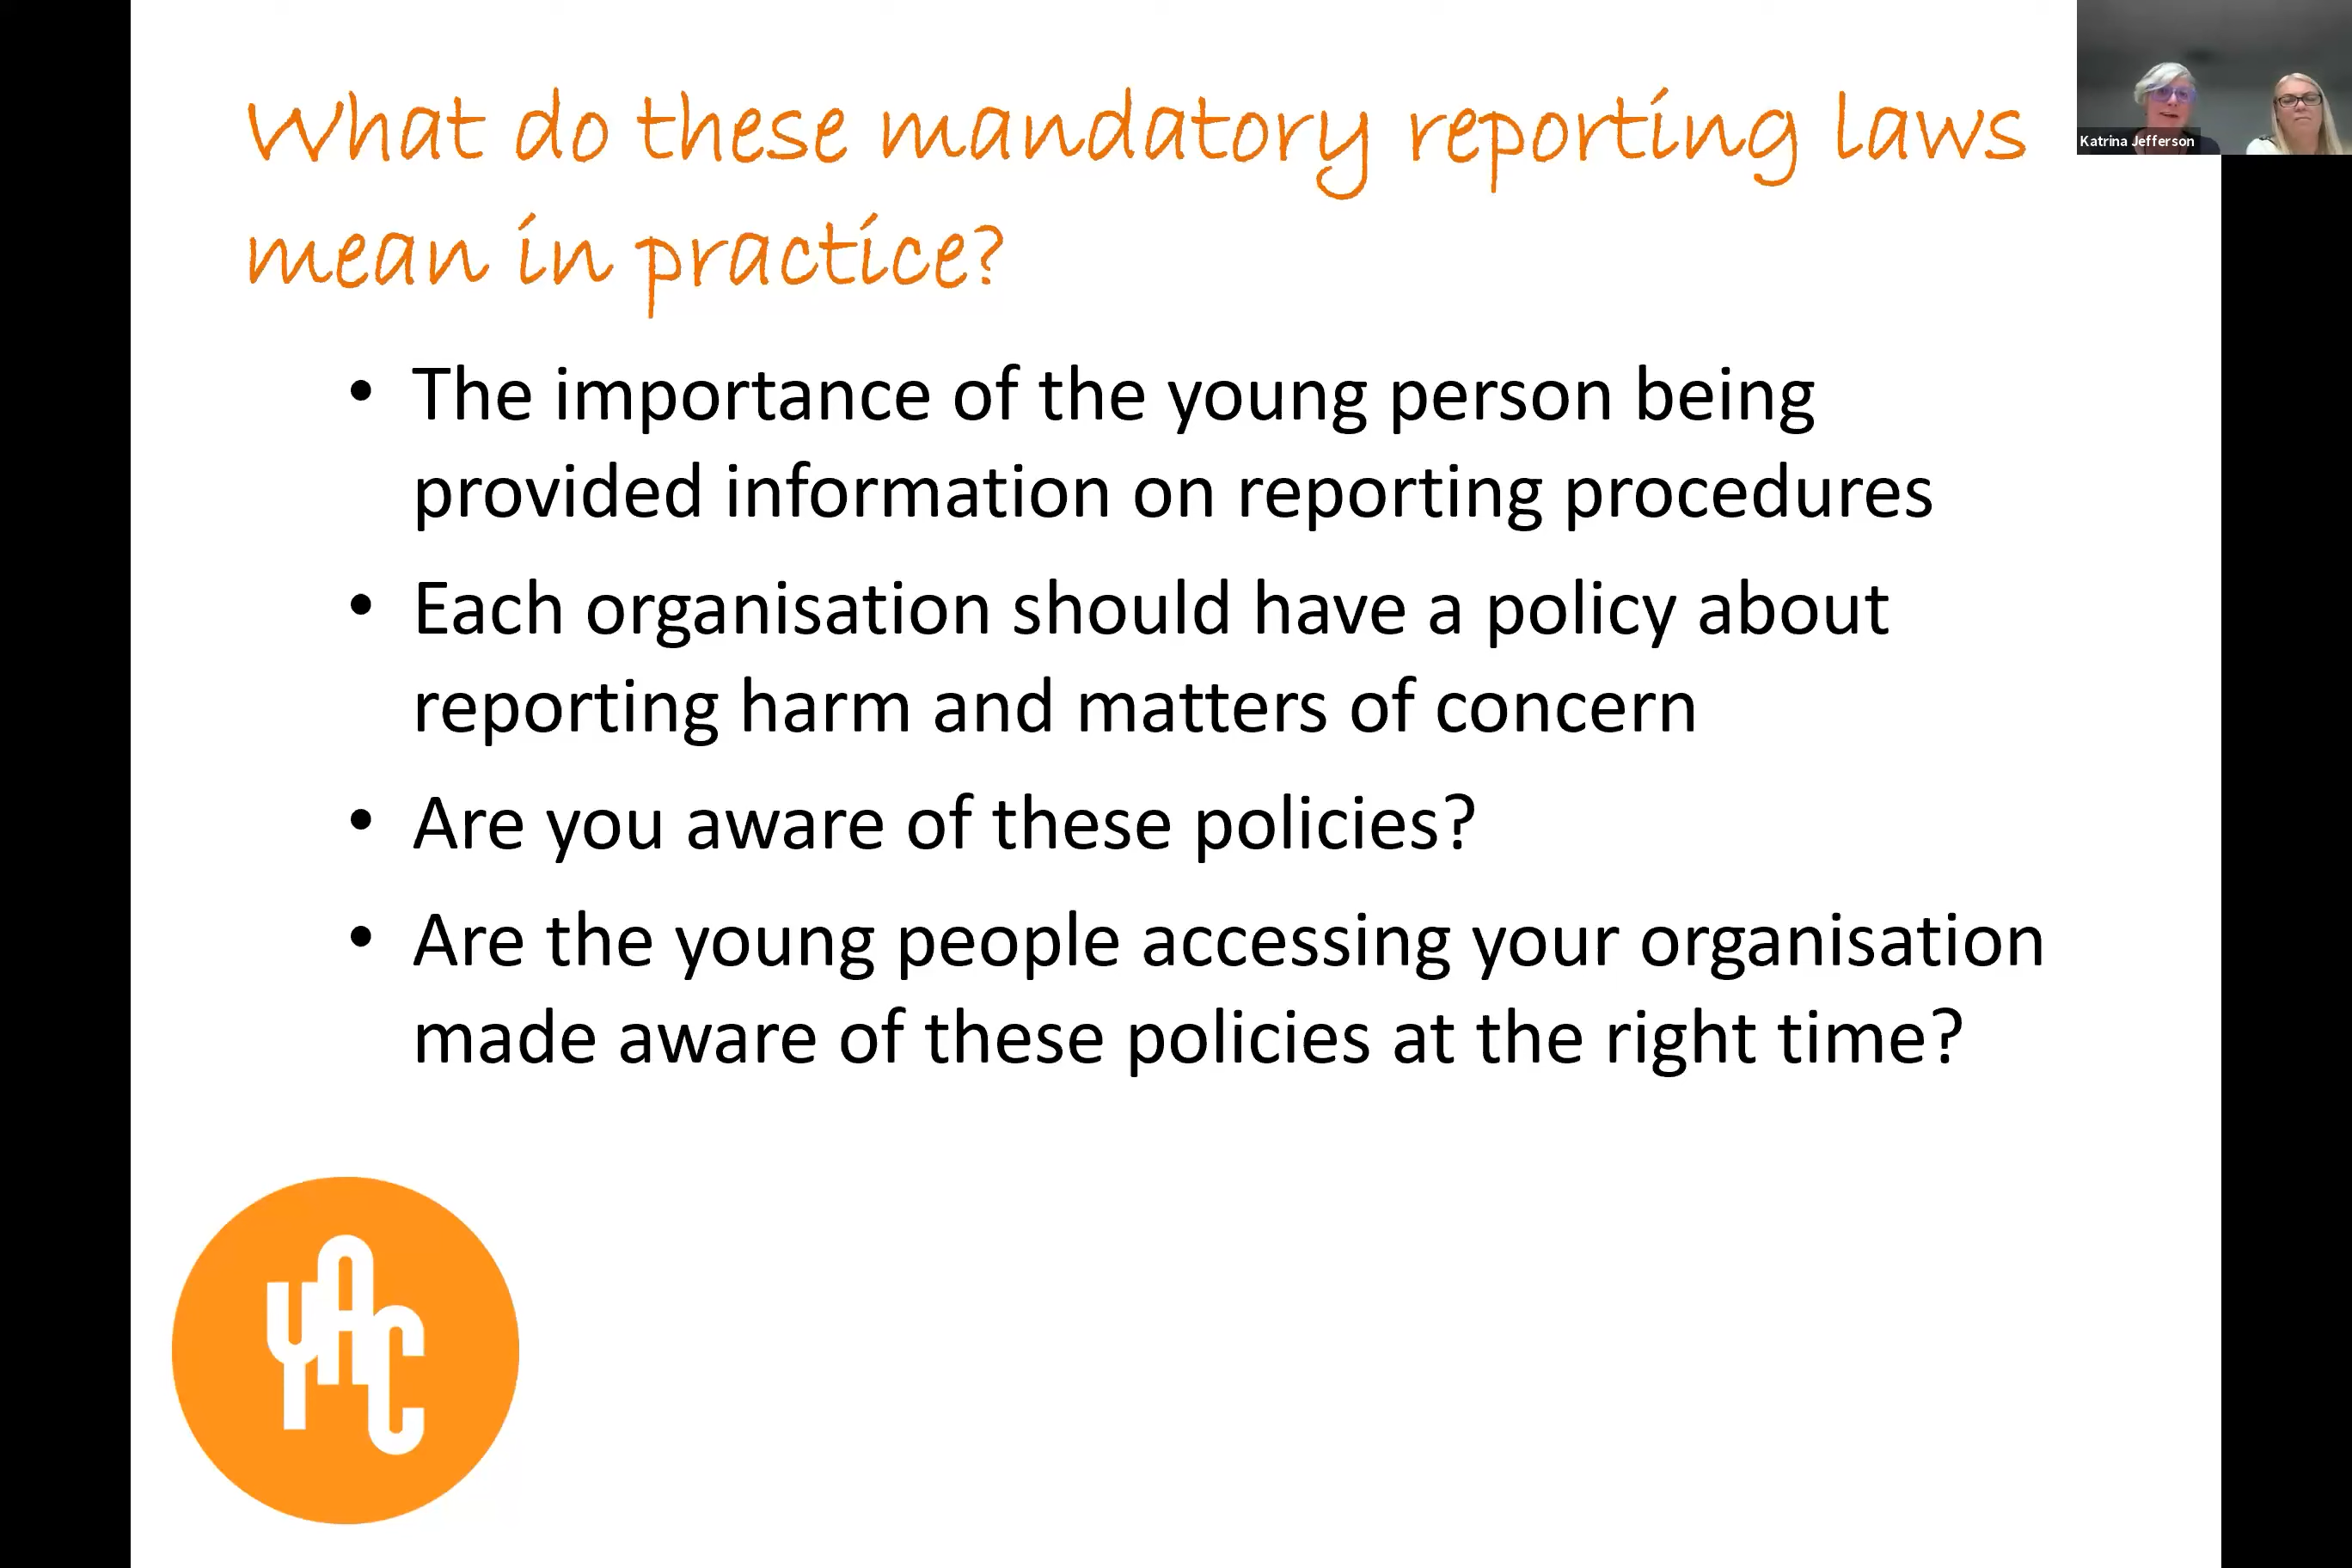 What do these mandatory reporting laws
mean in practice?
Katrina Jefferson
• The importance of the young person being
provided information on reporting procedures
• Each organisation should have a policy about
reporting harm and matters of concern
• Are you aware of these policies?
• Are the young people accessing your organisation
made aware of these policies at the right time?
YAC